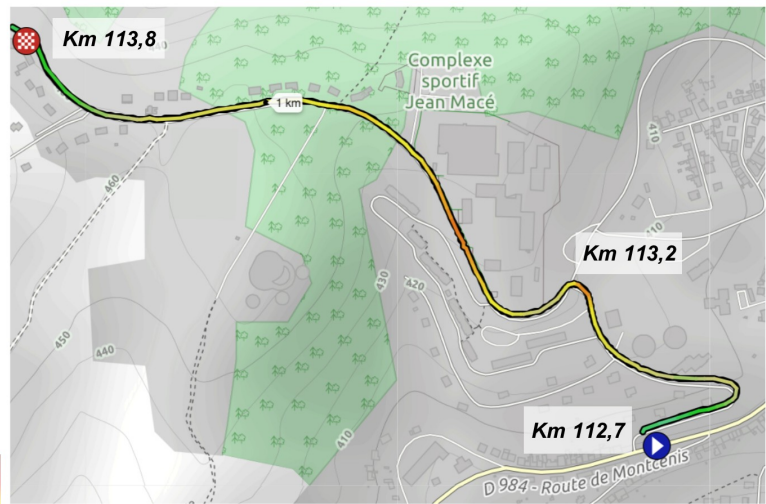 Km 113,8
40
Complexe
sportif
Jean Macé
1 km
410
460
410
Km 113,2
430
420
450
440
Km 112,7
410
D 984 - Route de Montcenis